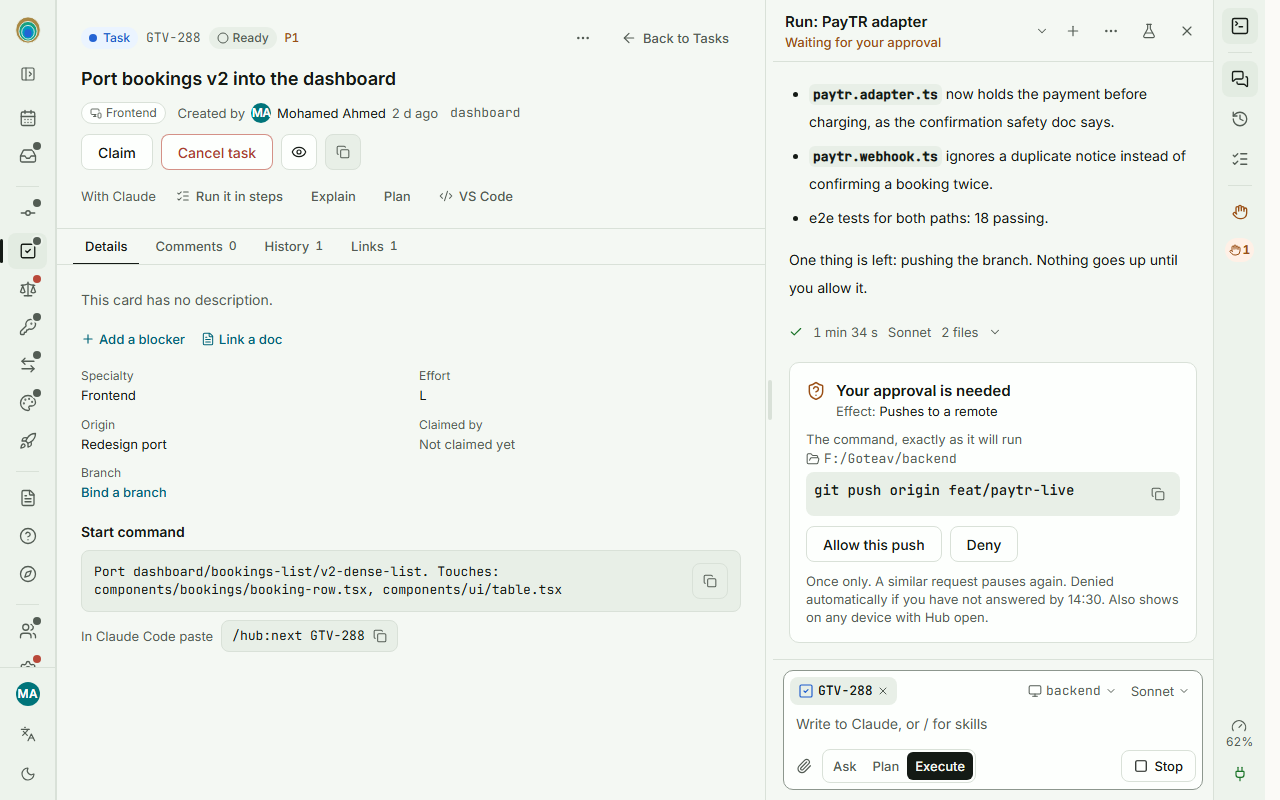 Task GTV-288 Ready P1
Back to Tasks
Port bookings v2 into the dashboard
Frontend Created by MA Mohamed Ahmed 2 d ago dashboard
Claim Cancel task
With Claude Run it in steps Explain Plan VS Code
Details Comments 0 History 1 Links 1
This card has no description.
Add a blocker Link a doc
Specialty Effort
Frontend L
Origin Claimed by
Redesign port Not claimed yet
Branch
Bind a branch
Start command
Port dashboard/bookings-list/v2-dense-list. Touches:
components/bookings/booking-row.tsx, components/ui/table.tsx
In Claude Code paste /hub:next GTV-288
MA
Run: PayTR adapter
Waiting for your approval
paytr.adapter.ts now holds the payment before
charging, as the confirmation safety doc says.
paytr.webhook.ts ignores a duplicate notice instead of
confirming a booking twice.
e2e tests for both paths: 18 passing.
One thing is left: pushing the branch. Nothing goes up until
you allow it.
1 min 34 s Sonnet 2 files
Your approval is needed
Effect: Pushes to a remote
The command, exactly as it will run
F:/Goteav/backend
git push origin feat/paytr-live
Allow this push Deny
Once only. A similar request pauses again. Denied
automatically if you have not answered by 14:30. Also shows
on any device with Hub open.
GTV-288 backend Sonnet
Write to Claude, or / for skills
Ask Plan Execute Stop
1
62%